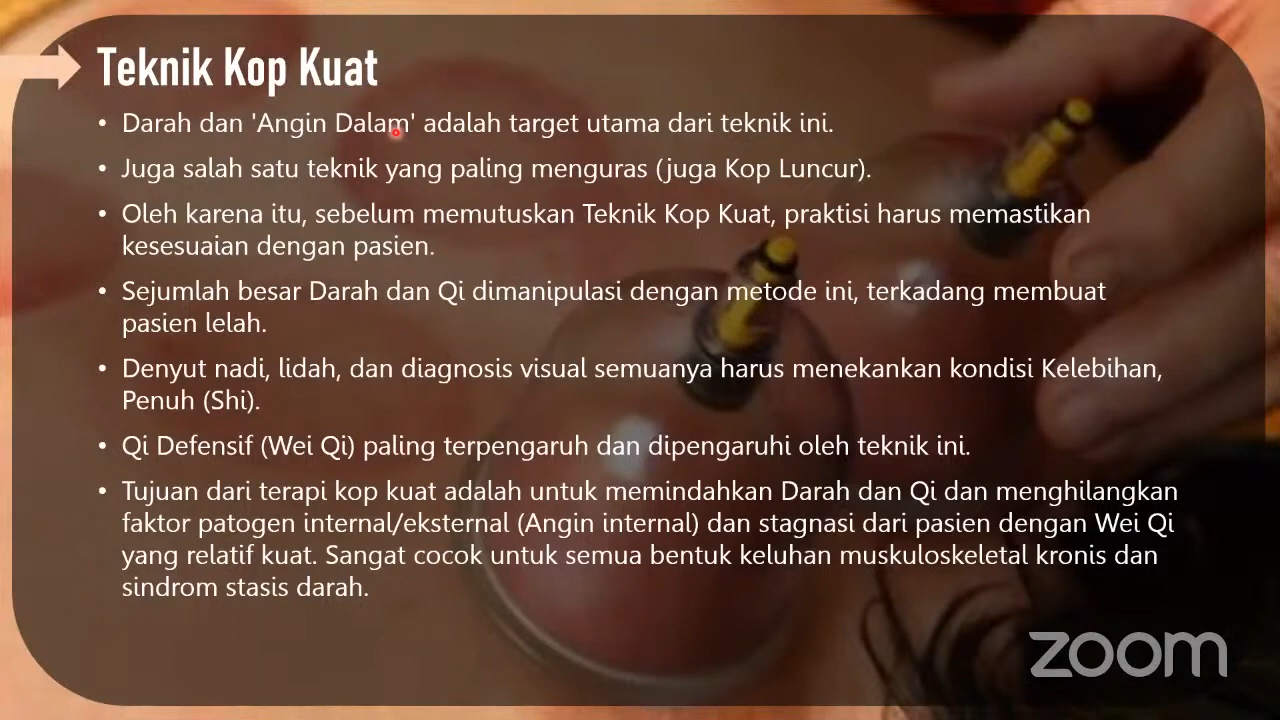 Teknik Kop Kuat
• Darah dan 'Angin Dalam' adalah target utama dari teknik ini.
• Juga salah satu teknik yang paling menguras (juga Kop Luncur).
• Oleh karena itu, sebelum memutuskan Teknik Kop Kuat, praktisi harus memastikan
kesesuaian dengan pasien.
• Sejumlah besar Darah dan Qi dimanipulasi dengan metode ini, terkadang membuat
pasien lelah.
• Denyut nadi, lidah, dan diagnosis visual semuanya harus menekankan kondisi Kelebihan,
Penuh (Shi).
• Qi Defensif (Wei Qi) paling terpengaruh dan dipengaruhi oleh teknik ini.
• Tujuan dari terapi kop kuat adalah untuk memindahkan Darah dan Qi dan menghilangkan
faktor patogen internal/eksternal (Angin internal) dan stagnasi dari pasien dengan Wei Qi
yang relatif kuat. Sangat cocok untuk semua bentuk keluhan muskuloskeletal kronis dan
sindrom stasis darah.
zoom